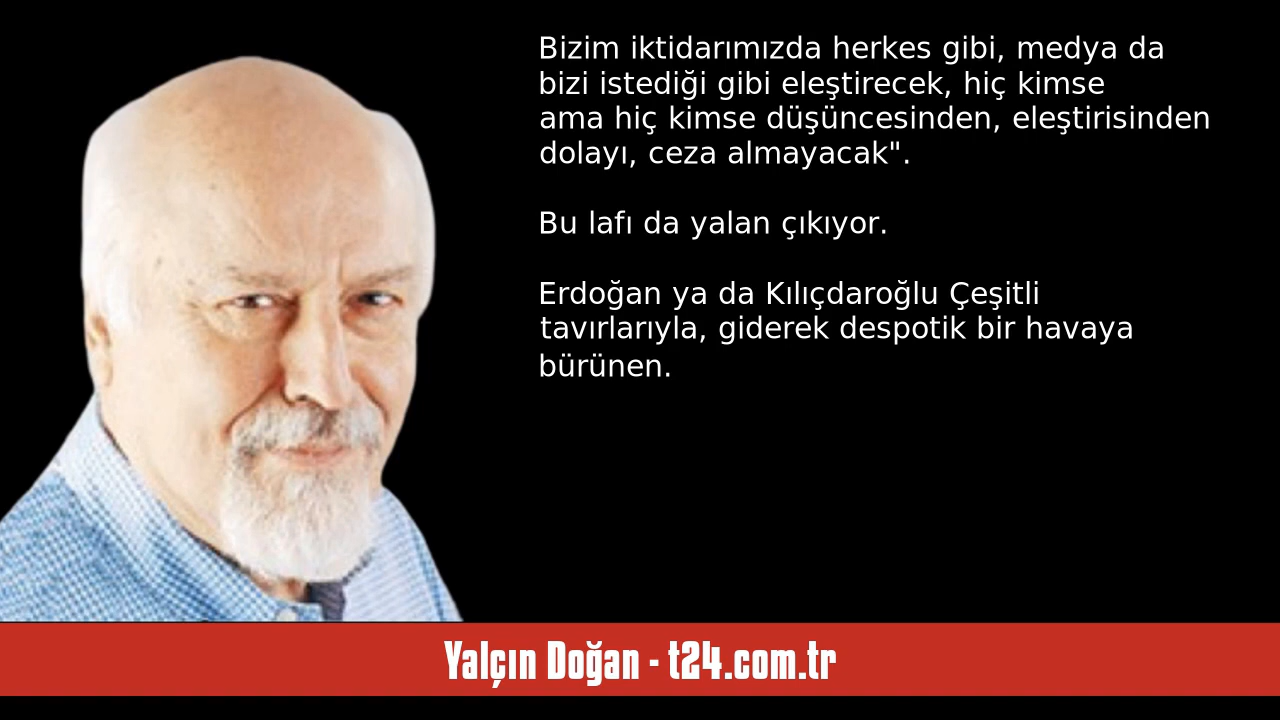 Bizim iktidarımızda herkes gibi, medya da
bizi istediği gibi eleştirecek, hiç kimse
ama hiç kimse düşüncesinden, eleştirisinden
dolayı, ceza almayacak".
Bu lafı da yalan çıkıyor.
Erdoğan ya da Kılıçdaroğlu Çeşitli
tavırlarıyla, giderek despotik bir havaya
bürünen.
Yalçın Doğan - t24.com.tr